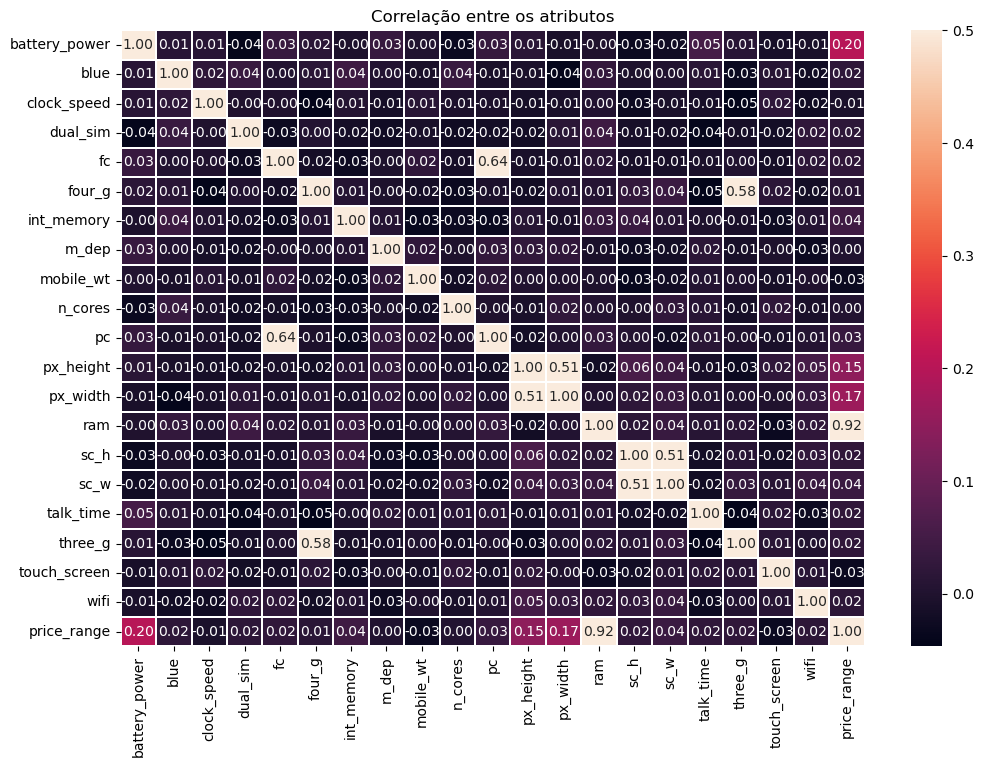 Correlação entre os atributos
battery_power 1.00 0.01 0.01 -0.04 0.03 0.02 -0.00 0.03 0.00 -0.03 0.03 0.01 -0.01 -0.00 -0.03 -0.02 0.05 0.01 -0.01 -0.01 0.20
blue 0.01 1.00 0.02 0.04 0.00 0.01 0.04 0.00 -0.01 0.04 -0.01 -0.01 -0.04 0.03 -0.00 0.00 0.01 -0.03 0.01 -0.02 0.02
clock_speed 0.01 0.02 1.00 -0.00 -0.00 -0.04 0.01 -0.01 0.01 -0.01 -0.01 -0.01 -0.01 0.00 -0.03 -0.01 -0.01 -0.05 0.02 -0.02 -0.01
dual_sim -0.04 0.04 -0.00 1.00 -0.03 0.00 -0.02 -0.02 -0.01 -0.02 -0.02 -0.02 0.01 0.04 -0.01 -0.02 -0.04 -0.01 -0.02 0.02 0.02
fc 0.03 0.00 -0.00 -0.03 1.00 -0.02 -0.03 -0.00 0.02 -0.01 0.64 -0.01 -0.01 0.02 -0.01 -0.01 -0.01 0.00 -0.01 0.02 0.02
four_g 0.02 0.01 -0.04 0.00 -0.02 1.00 0.01 -0.00 -0.02 -0.03 -0.01 -0.02 0.01 0.01 0.03 0.04 -0.05 0.58 0.02 -0.02 0.01
int_memory -0.00 0.04 0.01 -0.02 -0.03 0.01 1.00 0.01 -0.03 -0.03 -0.03 0.01 -0.01 0.03 0.04 0.01 -0.00 -0.01 -0.03 0.01 0.04
m_dep 0.03 0.00 -0.01 -0.02 -0.00 -0.00 0.01 1.00 0.02 -0.00 0.03 0.03 0.02 -0.01 -0.03 -0.02 0.02 -0.01 -0.00 -0.03 0.00
mobile_wt 0.00 -0.01 0.01 -0.01 0.02 -0.02 -0.03 0.02 1.00 -0.02 0.02 0.00 0.00 -0.00 -0.03 -0.02 0.01 0.00 -0.01 -0.00 -0.03
n_cores -0.03 0.04 -0.01 -0.02 -0.01 -0.03 -0.03 -0.00 -0.02 1.00 -0.00 -0.01 0.02 0.00 -0.00 0.03 0.01 -0.01 0.02 -0.01 0.00
pc 0.03 -0.01 -0.01 -0.02 0.64 -0.01 -0.03 0.03 0.02 -0.00 1.00 -0.02 0.00 0.03 0.00 -0.02 0.01 -0.00 -0.01 0.01 0.03
px_height 0.01 -0.01 -0.01 -0.02 -0.01 -0.02 0.01 0.03 0.00 -0.01 -0.02 1.00 0.51 -0.02 0.06 0.04 -0.01 -0.03 0.02 0.05 0.15
px_width -0.01 -0.04 -0.01 0.01 -0.01 0.01 -0.01 0.02 0.00 0.02 0.00 0.51 1.00 0.00 0.02 0.03 -0.01 0.00 -0.00 0.03 0.17
ram -0.00 0.03 0.00 0.04 0.02 0.01 0.03 -0.01 -0.00 0.00 0.03 -0.02 0.00 1.00 0.02 0.04 0.01 0.02 -0.03 0.02 0.92
sc_h -0.03 -0.00 -0.03 -0.01 -0.01 0.03 0.04 -0.03 -0.03 -0.00 0.00 0.06 0.02 0.02 1.00 0.51 -0.02 0.01 -0.02 0.03 0.02
sc_w -0.02 0.00 -0.01 -0.02 -0.01 0.04 0.01 -0.02 -0.02 0.03 -0.02 0.04 0.03 0.04 0.51 1.00 -0.02 0.03 0.01 0.04 0.04
talk_time 0.05 0.01 -0.01 -0.04 -0.01 -0.05 -0.00 0.02 0.01 0.01 0.01 -0.01 -0.01 0.01 -0.02 -0.02 1.00 -0.04 0.02 -0.03 0.02
three_g 0.01 -0.03 -0.05 -0.01 0.00 0.58 -0.01 -0.01 0.00 -0.01 -0.00 -0.03 0.00 0.02 0.01 0.03 -0.04 1.00 0.01 0.00 0.02
touch_screen -0.01 0.01 0.02 -0.02 -0.01 0.02 -0.03 -0.00 -0.01 0.02 -0.01 0.02 -0.00 -0.03 -0.02 0.01 0.02 0.01 1.00 0.01 -0.03
wifi -0.01 -0.02 -0.02 0.02 0.02 -0.02 0.01 -0.03 -0.00 -0.01 0.01 0.05 0.03 0.02 0.03 0.04 -0.03 0.00 0.01 1.00 0.02
price_range 0.20 0.02 -0.01 0.02 0.02 0.01 0.04 0.00 -0.03 0.00 0.03 0.15 0.17 0.92 0.02 0.04 0.02 0.02 -0.03 0.02 1.00
battery_power blue clock_speed dual_sim fc four_g int_memory m_dep mobile_wt n_cores pc px_height px_width ram sc_h sc_w talk_time three_g touch_screen wifi price_range
0.5
0.4
0.3
0.2
0.1
0.0